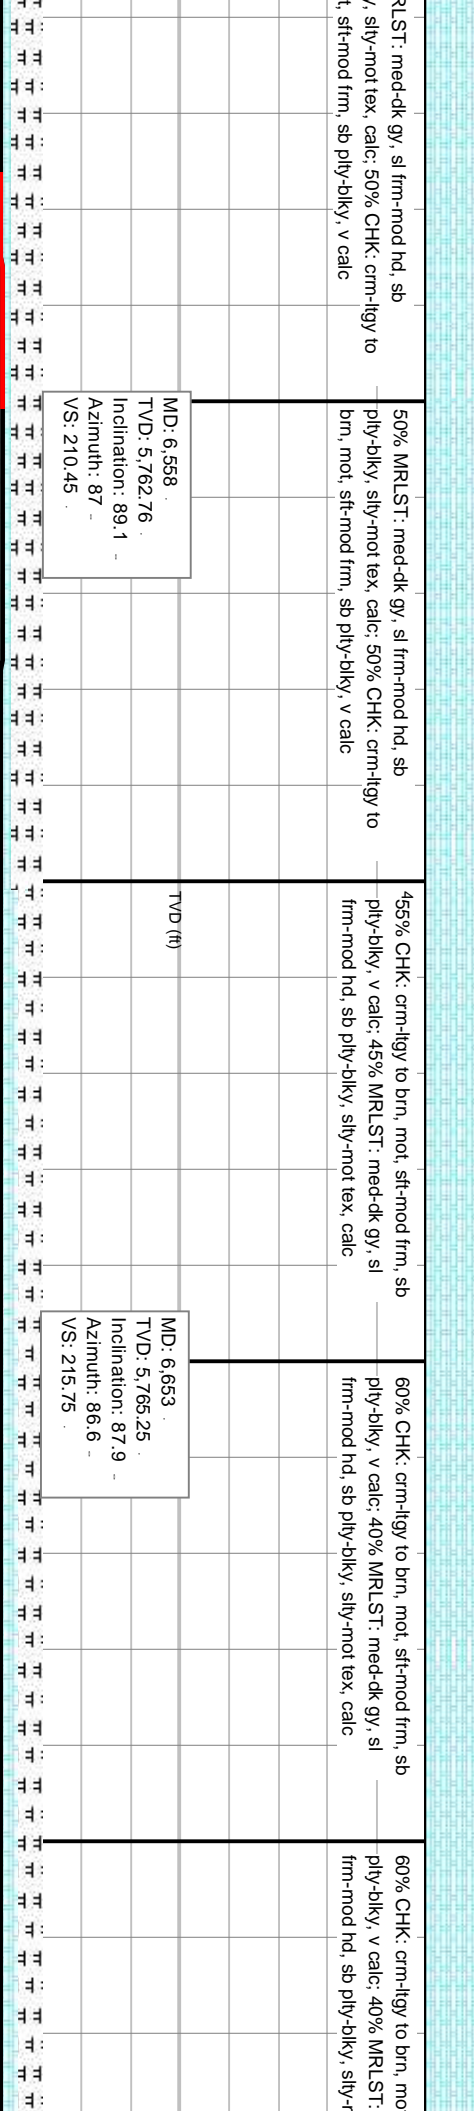 RLST: med-dk gy, sl frm-mod hd, sb
y, slty-mot tex, calc; 50% CHK: crm-ltgy to
t, sft-mod frm, sb plty-blky, v calc
MD: 6,558
TVD: 5,762.76
Inclination: 89.1
Azimuth: 87
VS: 210.45
50% MRLST: med-dk gy, sl frm-mod hd, sb
plty-blky, slty-mot tex, calc; 50% CHK: crm-ltgy to
brn, mot, sft-mod frm, sb plty-blky, v calc
TVD (ft)
455% CHK: crm-ltgy to brn, mot, sft-mod frm, sb
plty-blky, v calc; 45% MRLST: med-dk gy, sl
frm-mod hd, sb plty-blky, slty-mot tex, calc
MD: 6,653
TVD: 5,765.25
Inclination: 87.9
Azimuth: 86.6
VS: 215.75
60% CHK: crm-ltgy to brn, mot, sft-mod frm, sb
plty-blky, v calc; 40% MRLST: med-dk gy, sl
frm-mod hd, sb plty-blky, slty-mot tex, calc
60% CHK: crm-ltgy to brn, mo
plty-blky, v calc; 40% MRLST:
frm-mod hd, sb plty-blky, slty-r